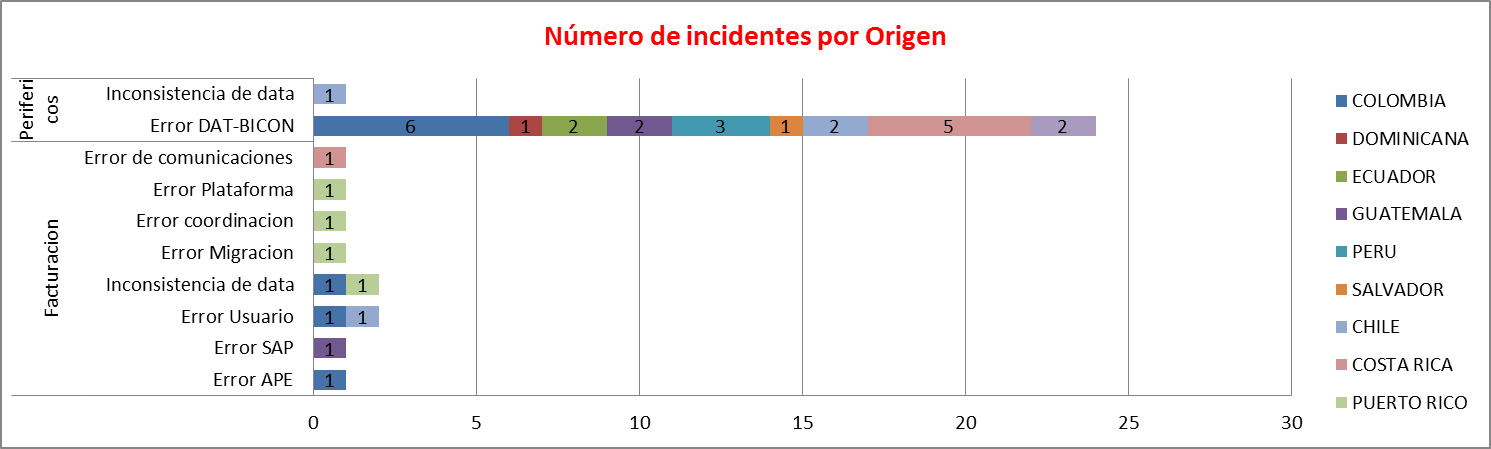 Número de incidentes por Origen
Periferi
cos
Inconsistencia de data
1
Error DAT-BICON
6 1 2 2 3 1 2 5 2
Facturacion
Error de comunicaciones
1
Error Plataforma
1
Error coordinacion
1
Error Migracion
1
Inconsistencia de data
1 1
Error Usuario
1 1
Error SAP
1
Error APE
1
0 5 10 15 20 25 30
COLOMBIA
DOMINICANA
ECUADOR
GUATEMALA
PERU
SALVADOR
CHILE
COSTA RICA
PUERTO RICO